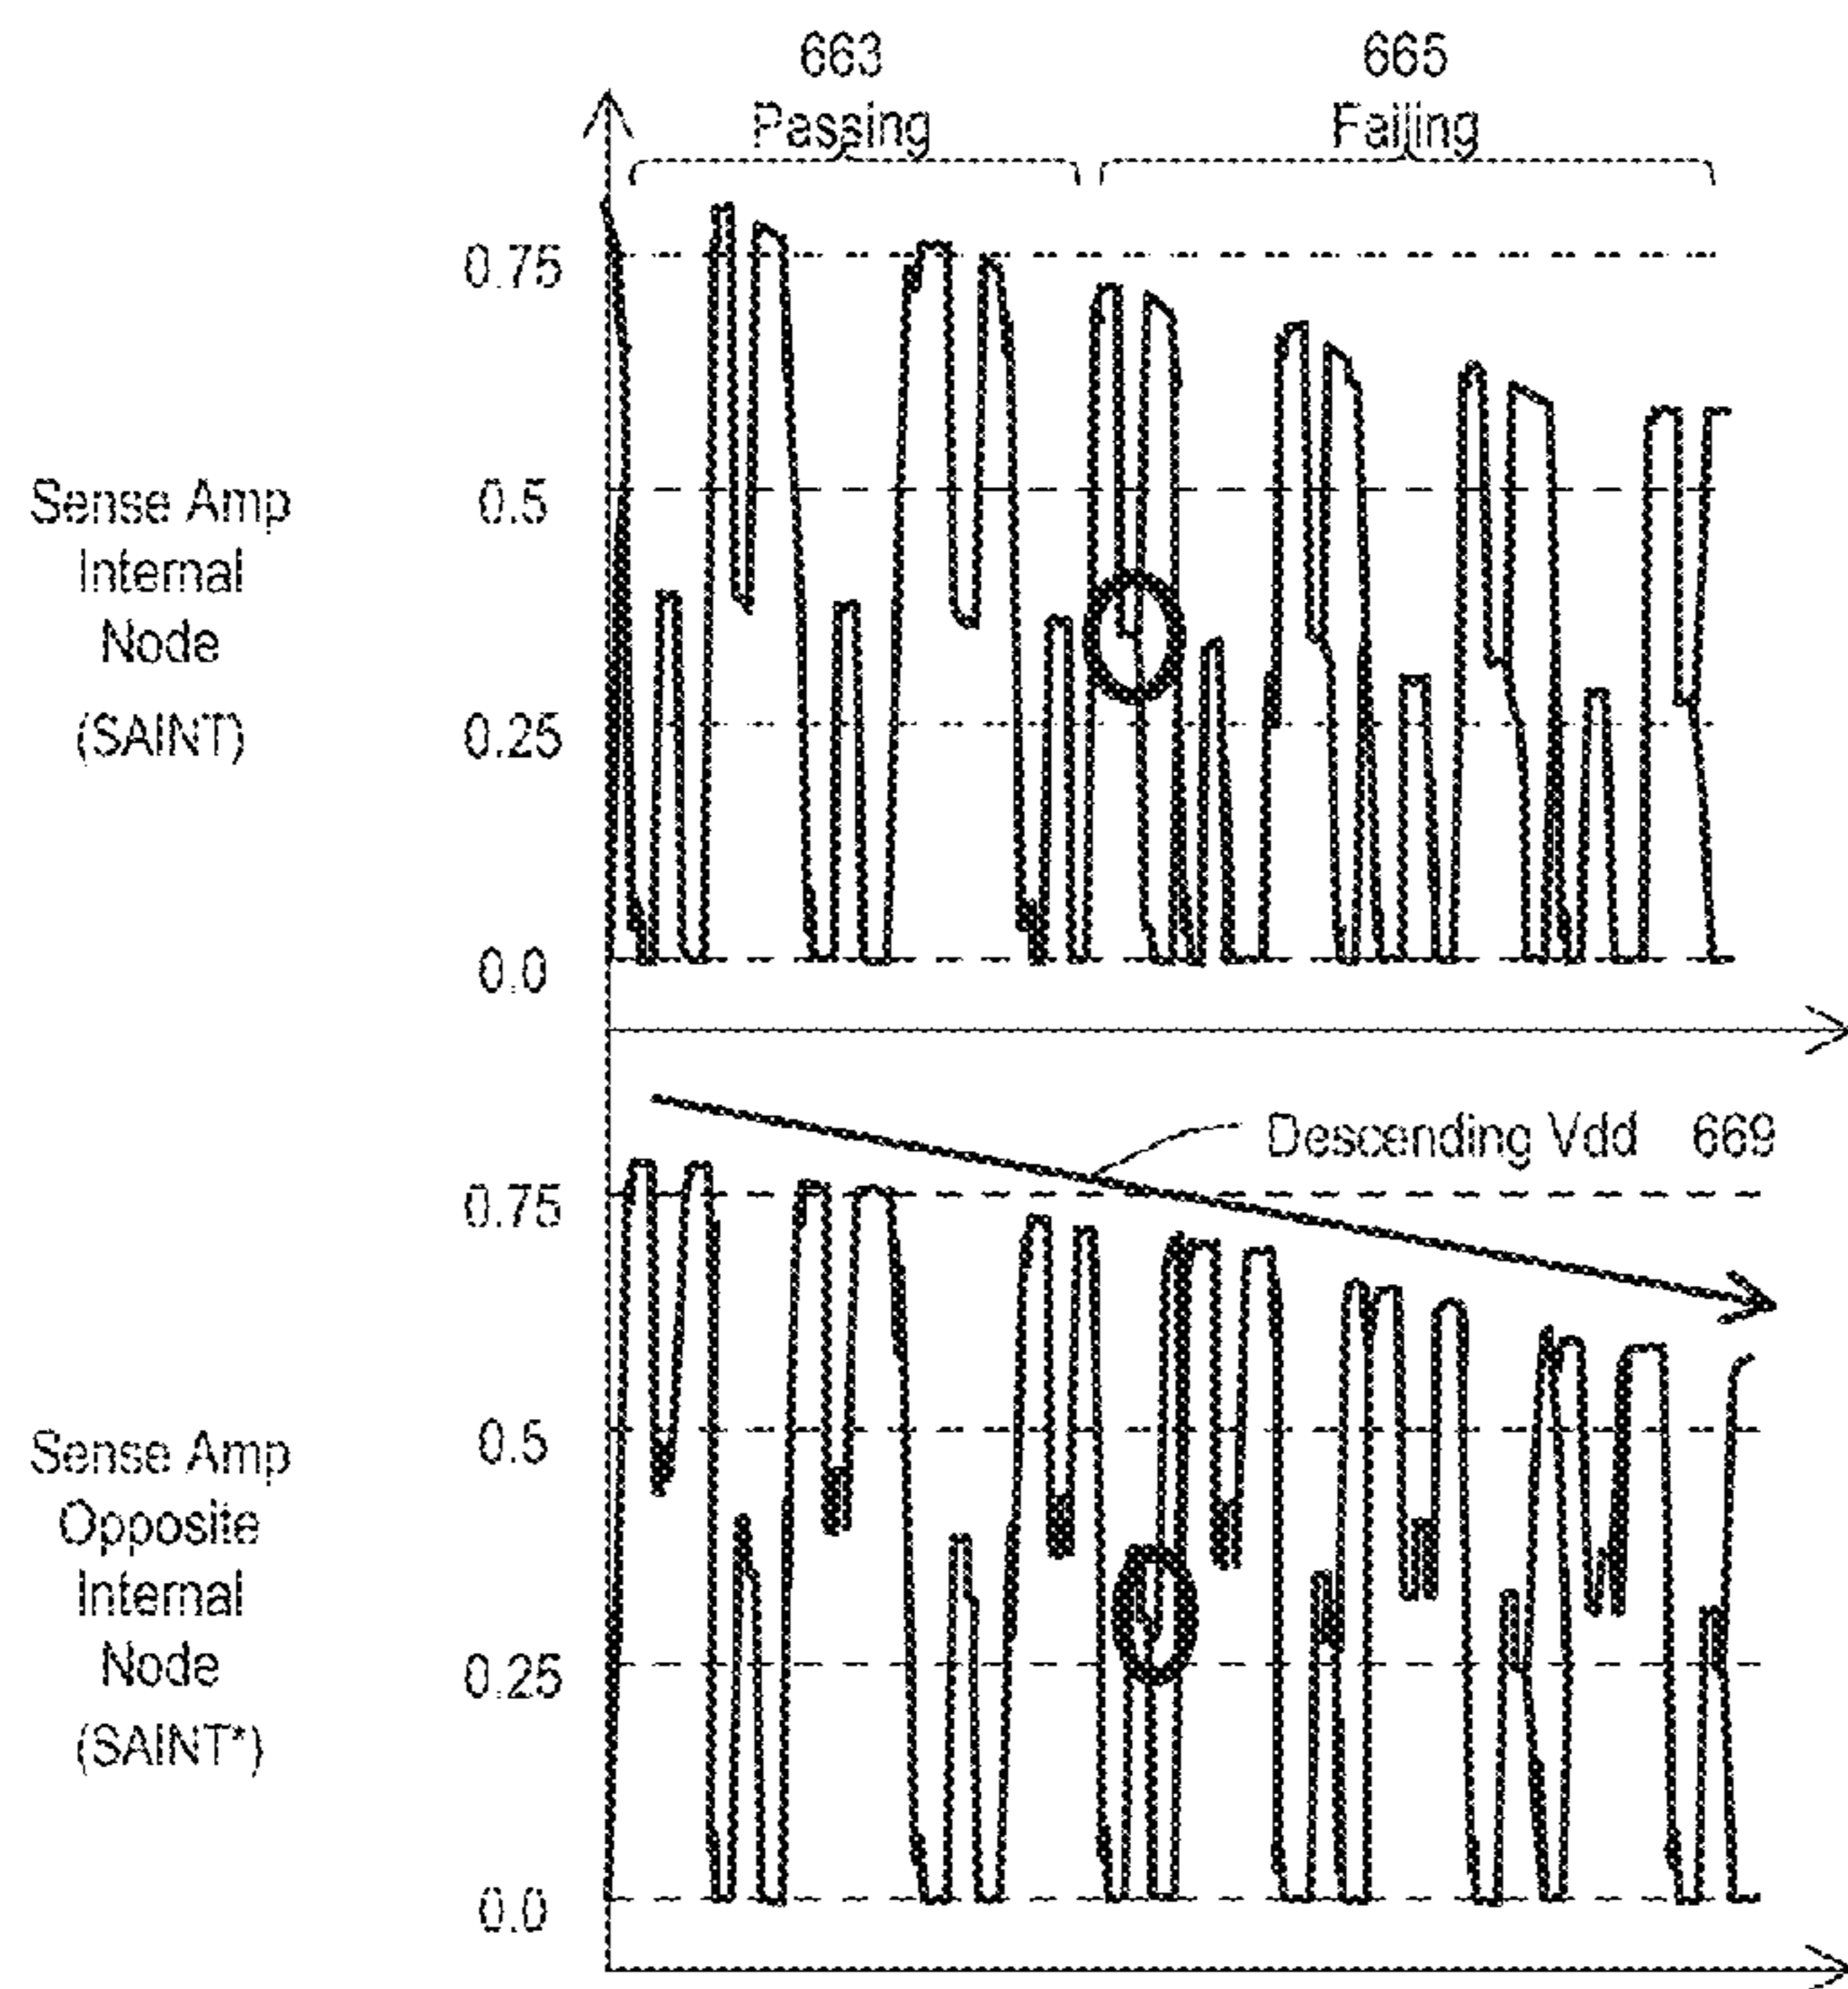 663
Passing
665
Failing
0.75
0.5
0.25
0.0
Sense Amp
Internal
Node
(SAINT)
Descending Vdd 669
0.75
0.5
0.25
0.0
Sense Amp
Opposite
Internal
Node
(SAINT*)